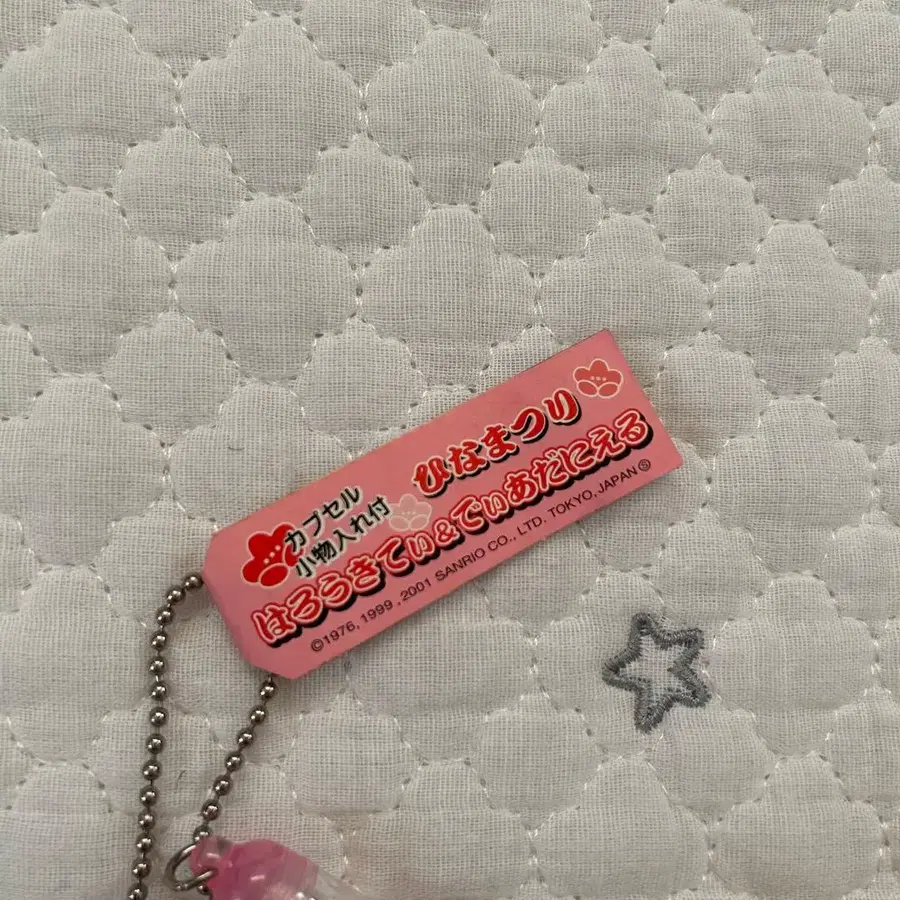 ひなまつり
カプセル
小物入れ付
はろうきてぃ&でぃあだにえる
©1976,1999,2001 SANRIO CO., LTD. TOKYO, JAPAN Ⓢ